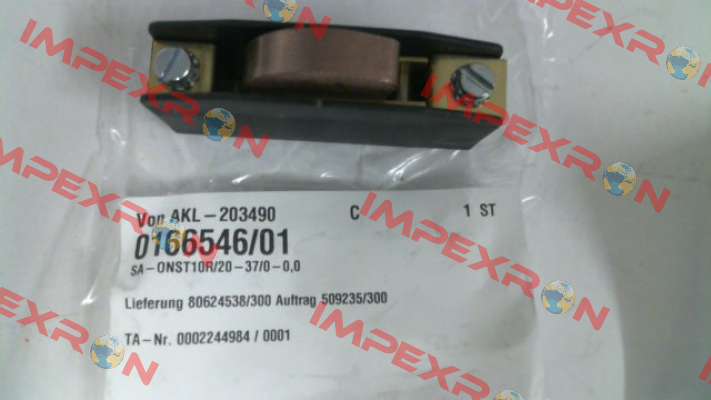 Von AKL-203490 C 1 ST
0166546/01
SA-ONST10R/20-37/0-0,0
Lieferung 80624538/300 Auftrag 509235/300
TA-Nr. 0002244984 / 0001
IMPEXRON
IMPEXRON
IMPEXRON
IMPEXRON
IMPEXRON
IMPEXRON